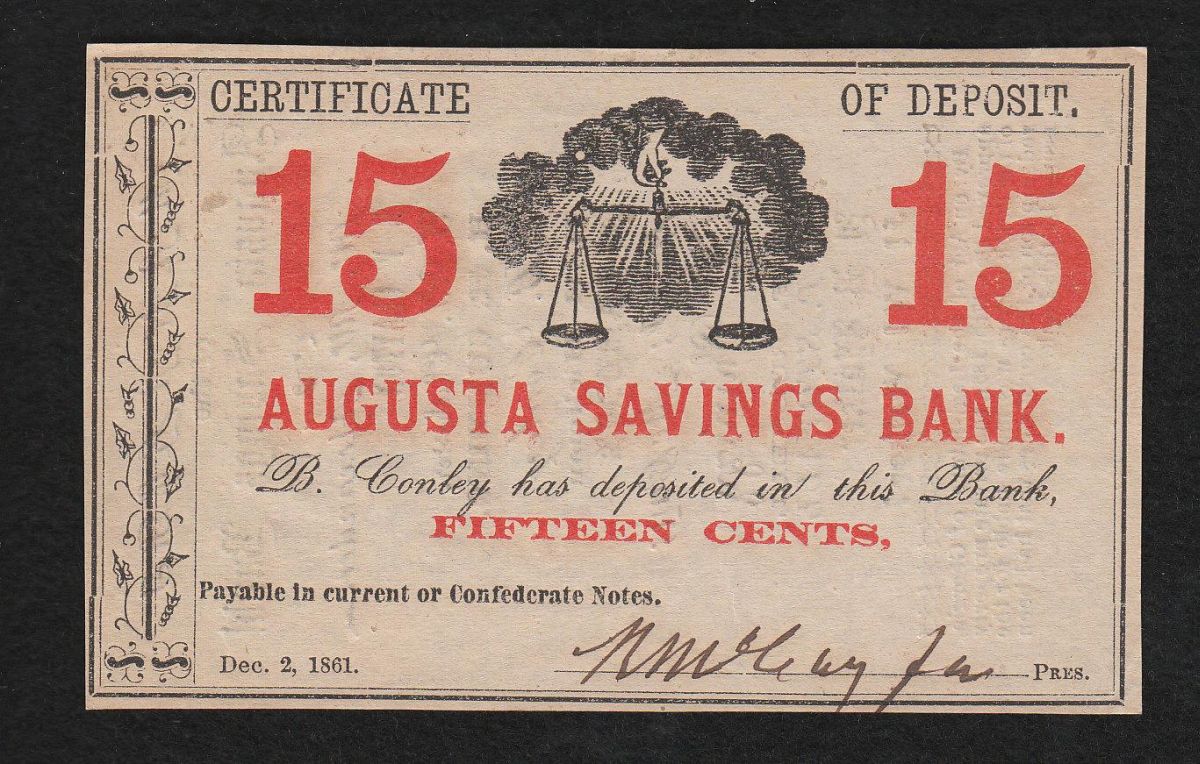 CERTIFICATE OF DEPOSIT.
15 15
AUGUSTA SAVINGS BANK.
B. Conley has deposited in this Bank,
FIFTEEN CENTS,
Payable in current or Confederate Notes.
Dec. 2, 1861. PRES.